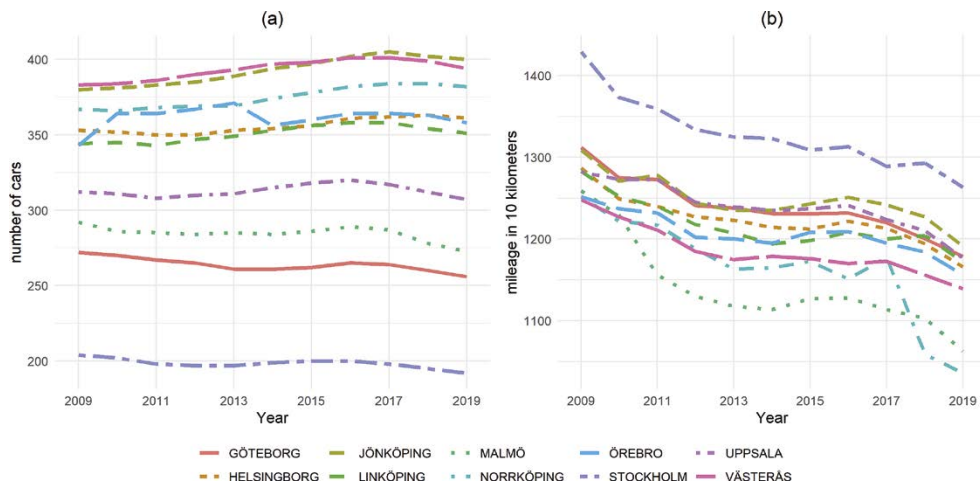 (a)
number of cars
400
350
300
250
200
2009 2011 2013 2015 2017 2019
Year
(b)
mileage in 10 kilometers
1400
1300
1200
1100
2009 2011 2013 2015 2017 2019
Year
GÖTEBORG JÖNKÖPING MALMÖ ÖREBRO UPPSALA
HELSINGBORG LINKÖPING NORRKÖPING STOCKHOLM VÄSTERÅS